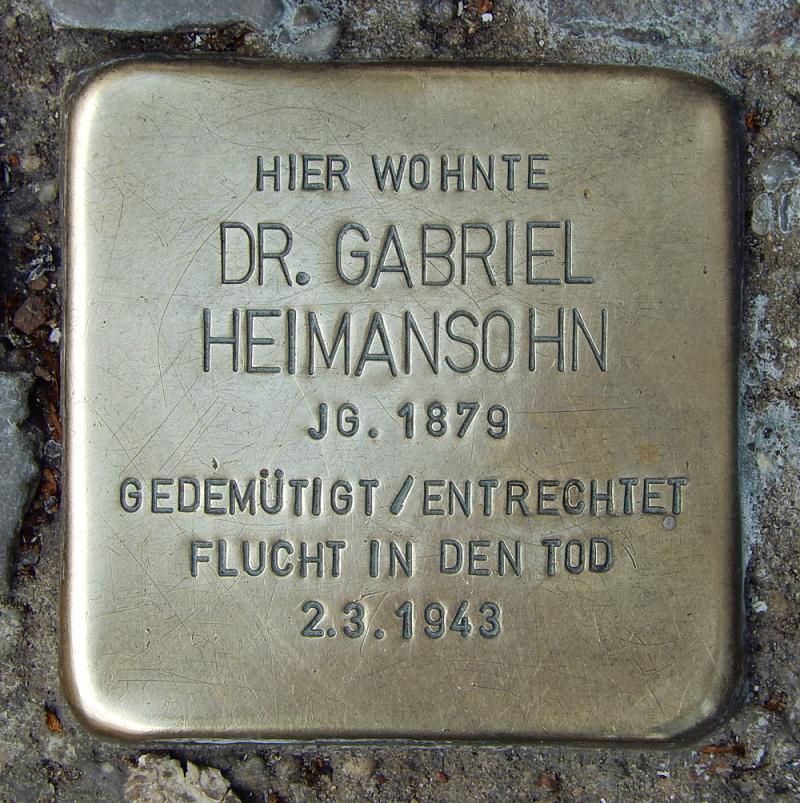 HIER WOHNTE
DR. GABRIEL
HEIMANSOHN
JG. 1879
GEDEMÜTIGT/ENTRECHTET
FLUCHT IN DEN TOD
2.3.1943